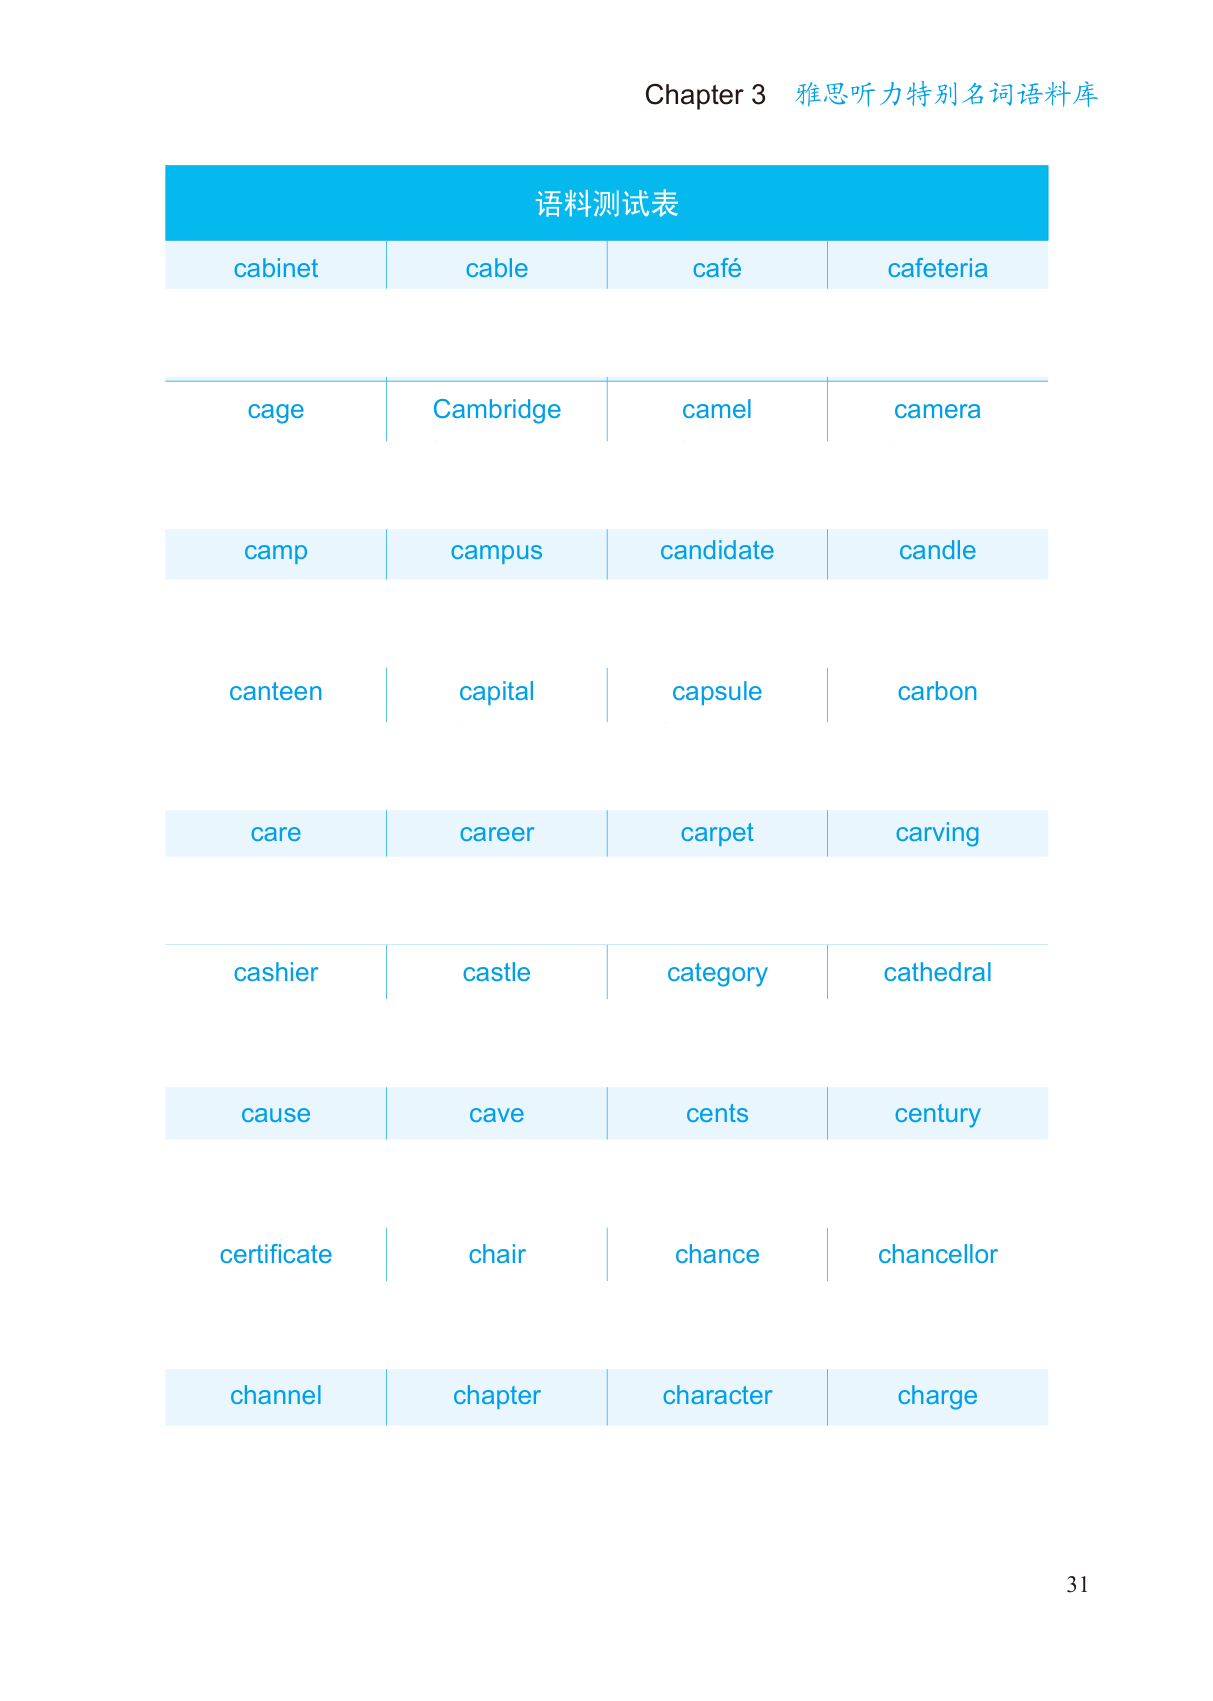 Chapter 3 雅思听力特别名词语料库
语料测试表
cabinet cable café cafeteria
cage Cambridge camel camera
camp campus candidate candle
canteen capital capsule carbon
care career carpet carving
cashier castle category cathedral
cause cave cents century
certificate chair chance chancellor
channel chapter character charge
31